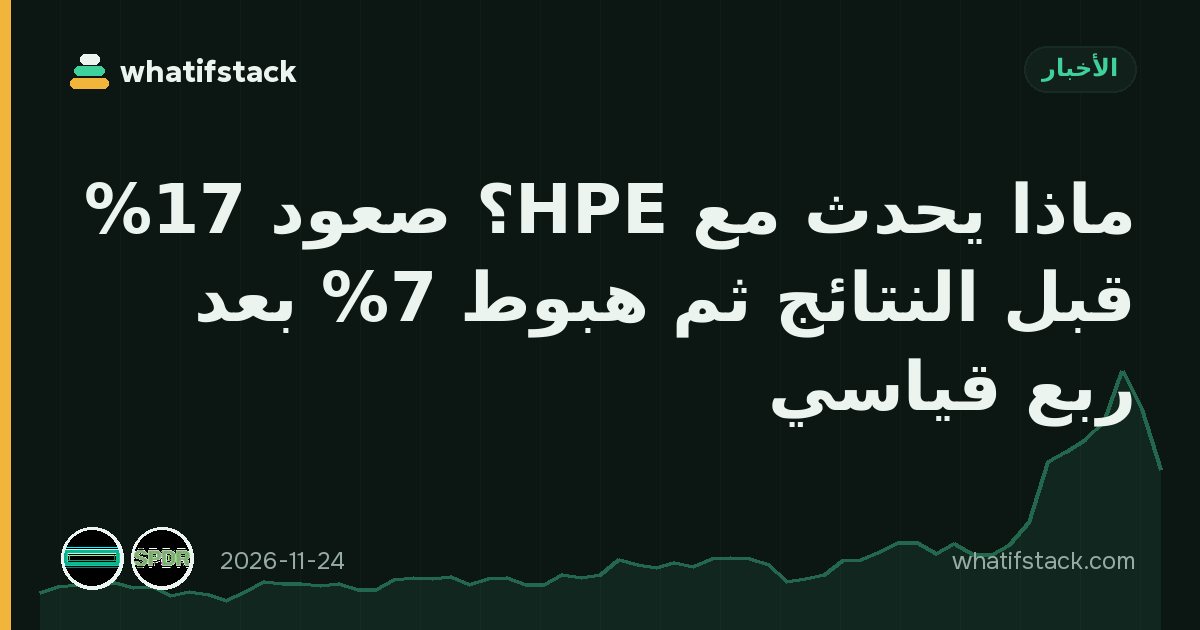 whatifstack
الأخبار
ماذا يحدث مع HPE؟ صعود 17%
قبل النتائج ثم هبوط 7% بعد
ربع قياسي
SPDR
2026-11-24
whatifstack.com